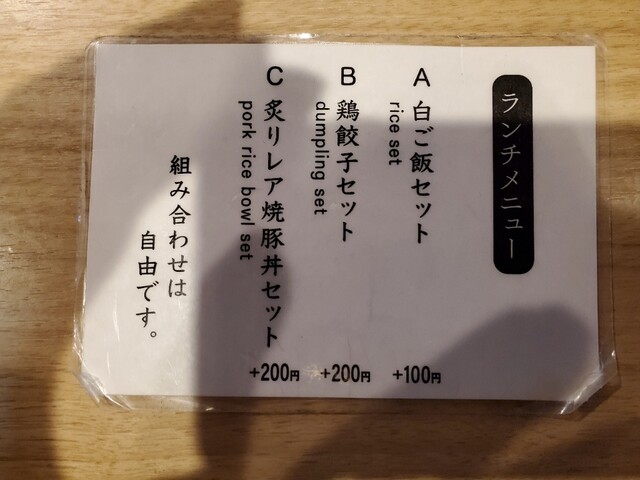 ランチメニュー
A 白ご飯セット
rice set
+100円
B 鶏餃子セット
dumpling set
+200円
C 炙りレア焼豚丼セット
pork rice bowl set
+200円
組み合わせは
自由です。